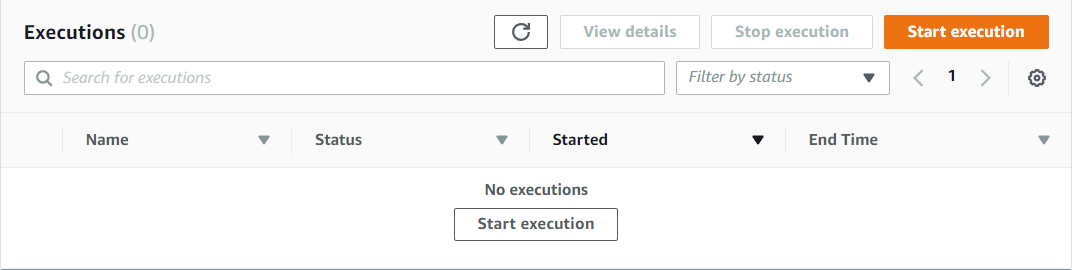 Executions (0)
View details
Stop execution
Start execution
Search for executions
Filter by status
1
Name
Status
Started
End Time
No executions
Start execution